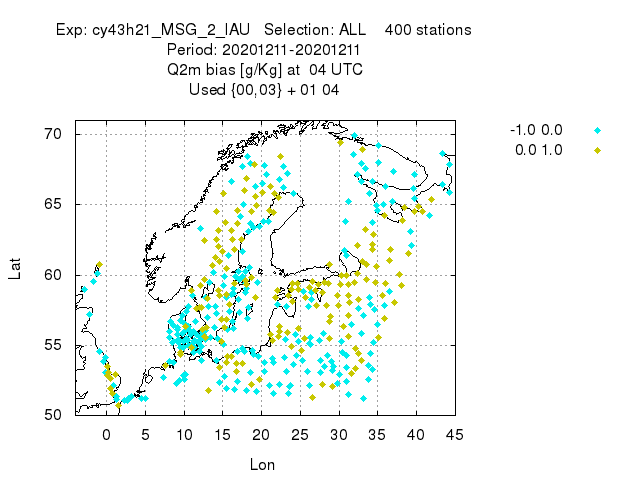 Exp: cy43h21_MSG_2_IAU   Selection: ALL    400 stations
Period: 20201211-20201211
Q2m bias [g/Kg] at  04 UTC
Used {00,03} + 01 04
-1.0 0.0
0.0 1.0
70
65
60
55
50
Lat
0 5 10 15 20 25 30 35 40 45
Lon